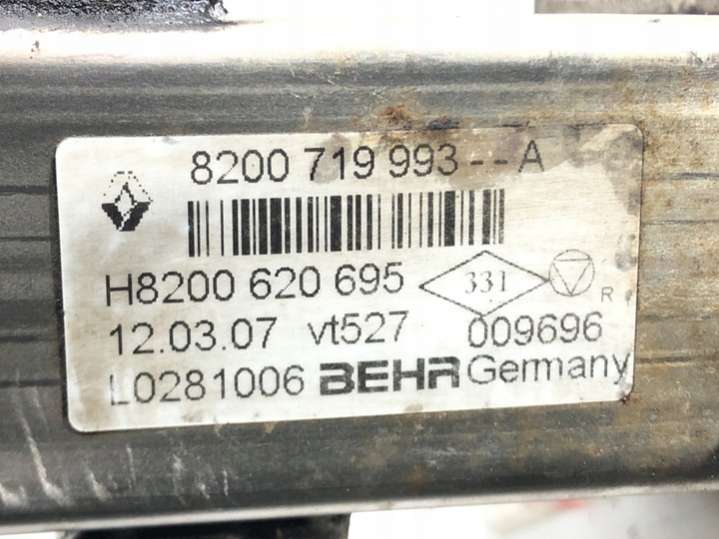 8200 719 993--A
H8200 620 695 331 R
12.03.07 vt527 009696
L0281006 BEHR Germany